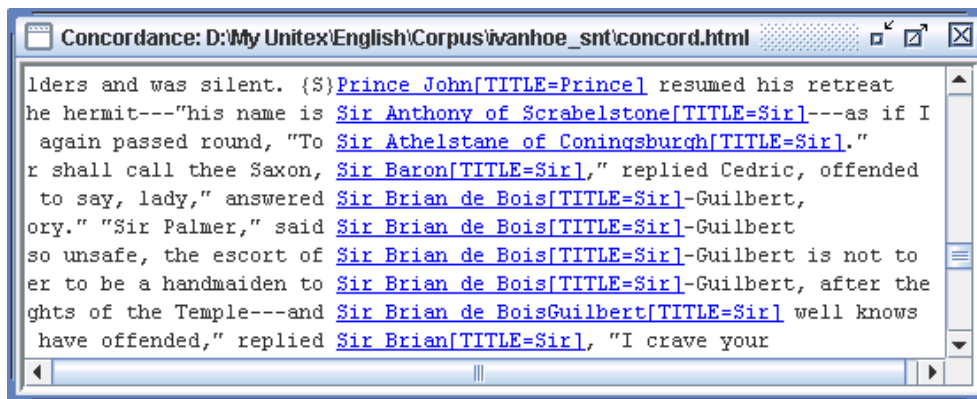 Concordance: D:\My Unitex\English\Corpus\ivanhoe_snt\concord.html
lders and was silent. {S}Prince John[TITLE=Prince] resumed his retreat
he hermit---"his name is Sir Anthony of Scrabelstone[TITLE=Sir]---as if I
again passed round, "To Sir Athelstane of Coningsburgh[TITLE=Sir]."
r shall call thee Saxon, Sir Baron[TITLE=Sir]," replied Cedric, offended
to say, lady," answered Sir Brian de Bois[TITLE=Sir]-Guilbert,
ory." "Sir Palmer," said Sir Brian de Bois[TITLE=Sir]-Guilbert
so unsafe, the escort of Sir Brian de Bois[TITLE=Sir]-Guilbert is not to
er to be a handmaiden to Sir Brian de Bois[TITLE=Sir]-Guilbert, after the
ghts of the Temple---and Sir Brian de BoisGuilbert[TITLE=Sir] well knows
have offended," replied Sir Brian[TITLE=Sir], "I crave your